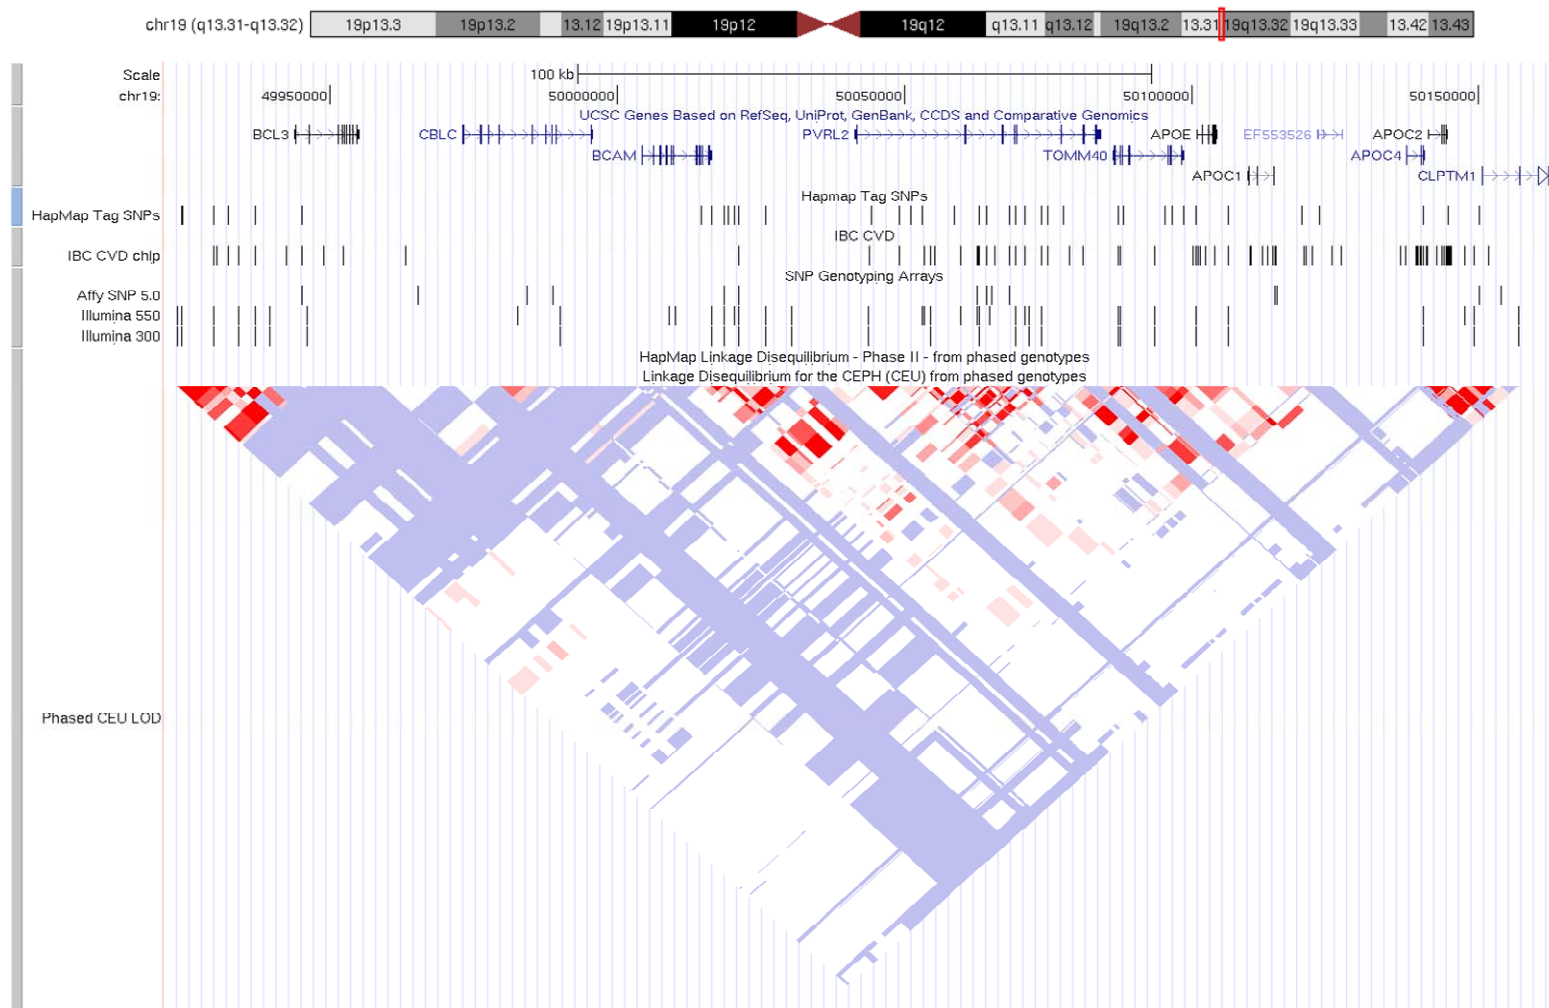 chr19 (q13.31-q13.32) 19p13.3 19p13.2 13.12 19p13.11 19p12 19q12 q13.11 q13.12 19q13.2 13.31 19q13.32 19q13.33 13.42 13.43
Scale 100 kb
chr19: 49950000 50000000 50050000 50100000 50150000
UCSC Genes Based on RefSeq, UniProt, GenBank, CCDS and Comparative Genomics
BCL3 CBLC PVRL2 APOE EF553526 APOC2
BCAM TOMM40 APOC4
APOC1 CLPTM1
Hapmap Tag SNPs
HapMap Tag SNPs
IBC CVD
IBC CVD chip
SNP Genotyping Arrays
Affy SNP 5.0
Illumina 550
Illumina 300
HapMap Linkage Disequilibrium - Phase II - from phased genotypes
Linkage Disequilibrium for the CEPH (CEU) from phased genotypes
Phased CEU LOD